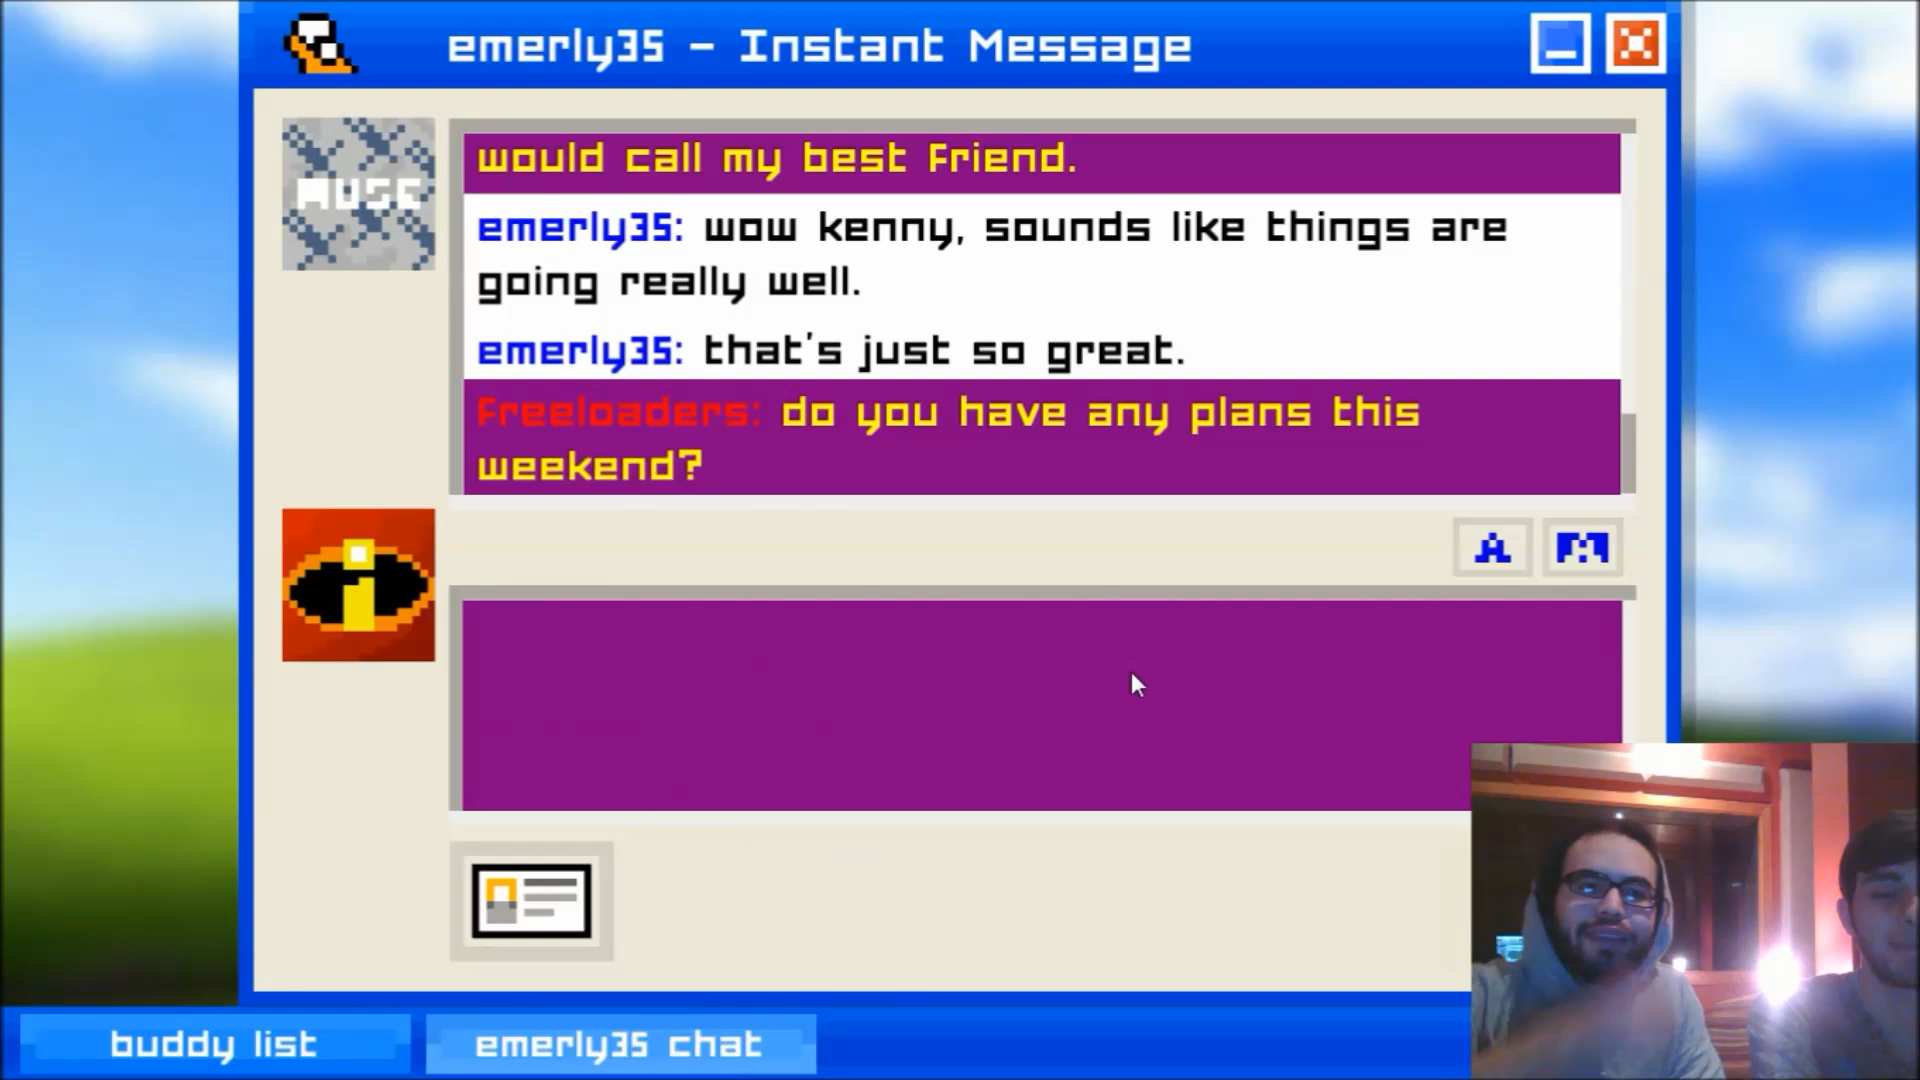 emerly35 - Instant Message
MUSE
would call my best friend.
emerly35: wow kenny, sounds like things are
going really well.
emerly35: that's just so great.
Freeloaders: do you have any plans this
weekend?
A
i
buddy list
emerly35 chat